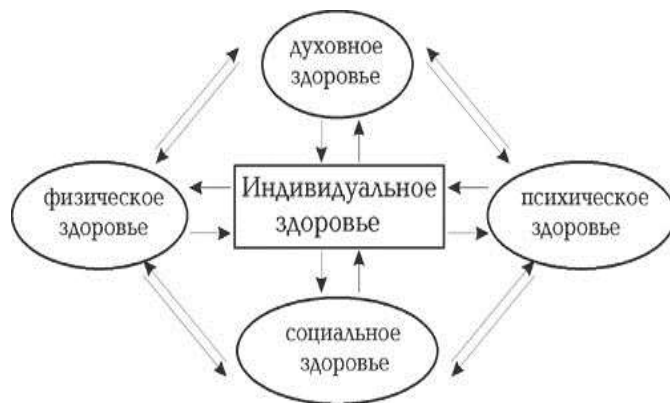 духовное
здоровье
физическое
здоровье
Индивидуальное
здоровье
психическое
здоровье
социальное
здоровье